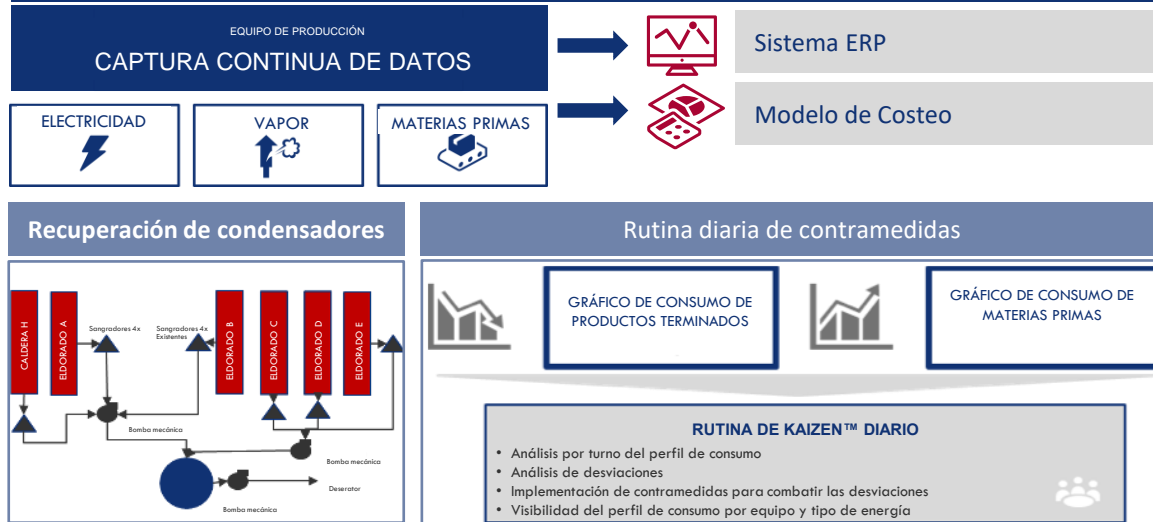 EQUIPO DE PRODUCCIÓN
CAPTURA CONTINUA DE DATOS
Sistema ERP
Modelo de Costeo
ELECTRICIDAD
VAPOR
MATERIAS PRIMAS
Recuperación de condensadores
Rutina diaria de contramedidas
CALDERA H
ELDORADO A
Sangradores 4x
Sangradores 4x
Existentes
ELDORADO B
ELDORADO C
ELDORADO D
ELDORADO E
Bomba mecánica
Bomba mecánica
Deserator
Bomba mecánica
GRÁFICO DE CONSUMO DE
PRODUCTOS TERMINADOS
GRÁFICO DE CONSUMO DE
MATERIAS PRIMAS
RUTINA DE KAIZEN™ DIARIO
• Análisis por turno del perfil de consumo
• Análisis de desviaciones
• Implementación de contramedidas para combatir las desviaciones
• Visibilidad del perfil de consumo por equipo y tipo de energía